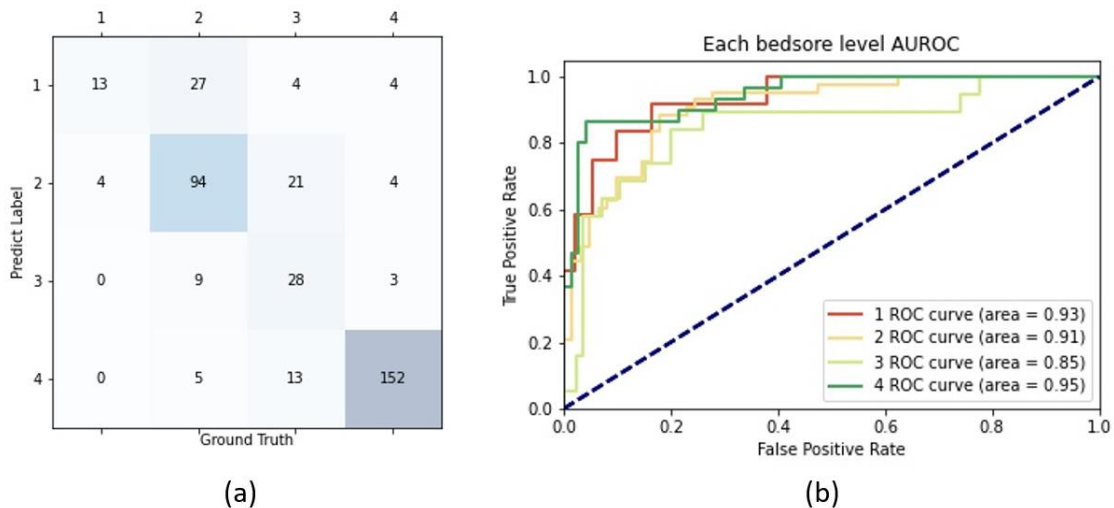 1 2 3 4
1 13 27 4 4
2 4 94 21 4
3 0 9 28 3
4 0 5 13 152
Predict Label
Ground Truth
(a)
Each bedsore level AUROC
1.0
0.8
0.6
0.4
0.2
0.0
True Positive Rate
1 ROC curve (area = 0.93)
2 ROC curve (area = 0.91)
3 ROC curve (area = 0.85)
4 ROC curve (area = 0.95)
0.0 0.2 0.4 0.6 0.8 1.0
False Positive Rate
(b)